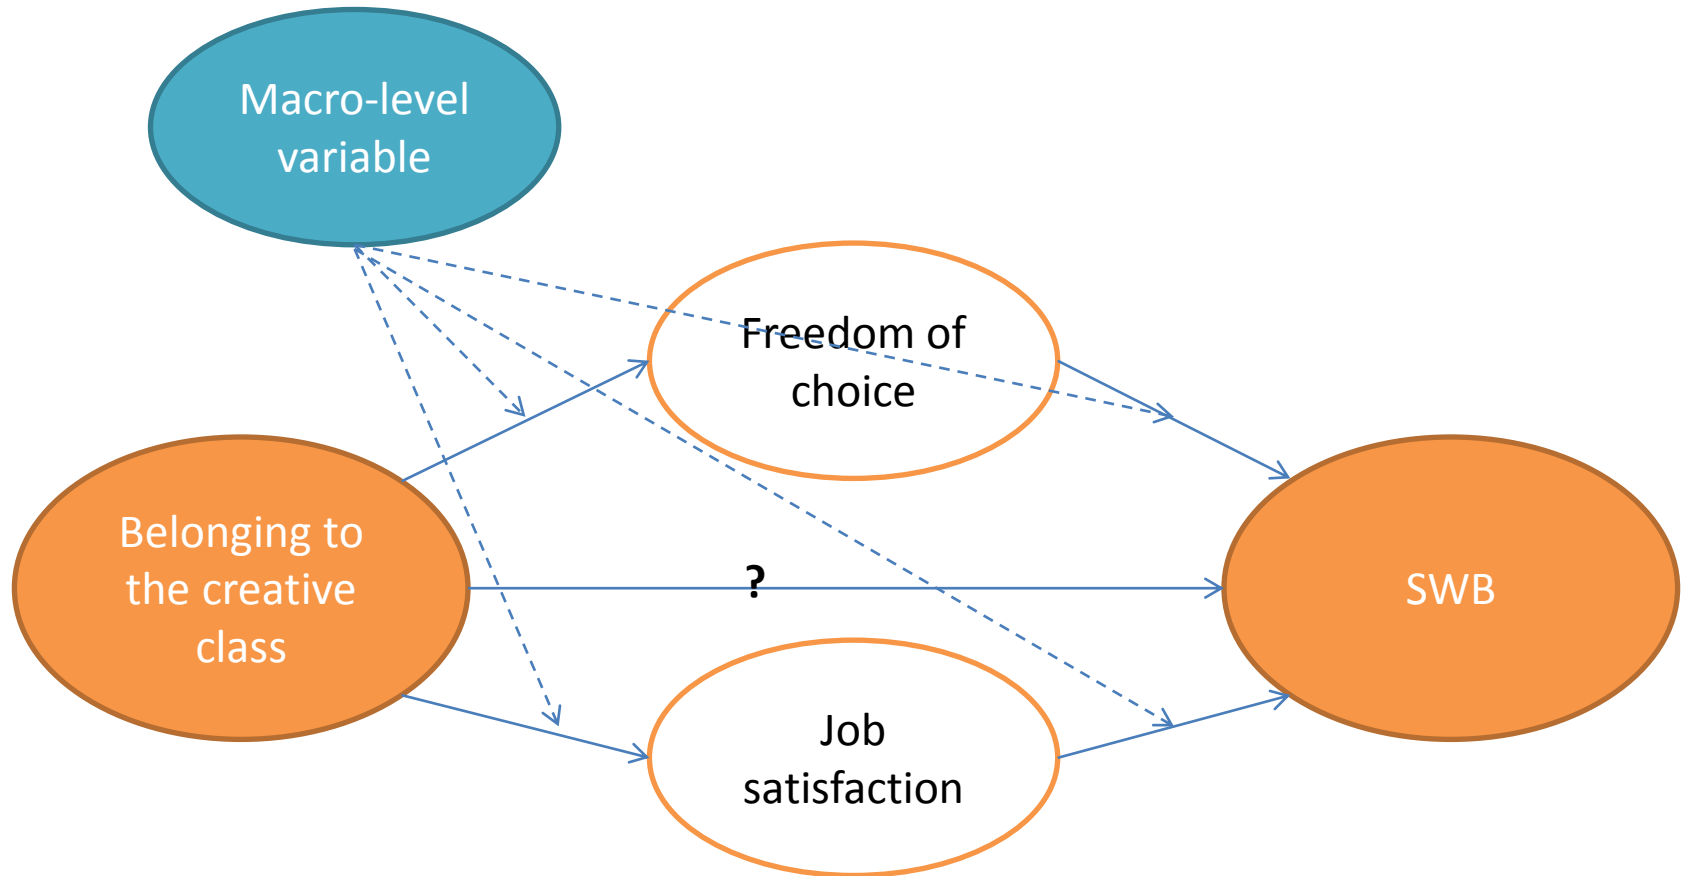 Macro-level
variable
Freedom of
choice
Belonging to
the creative
class
?
SWB
Job
satisfaction